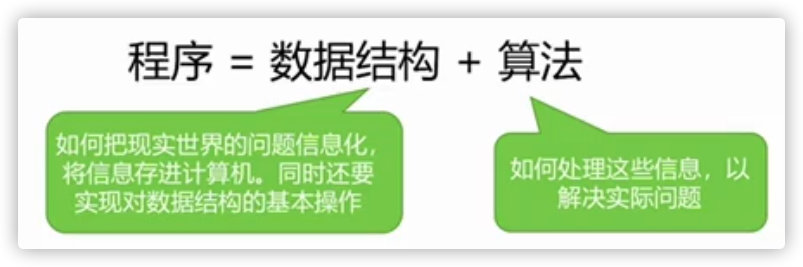 程序 = 数据结构 + 算法
如何把现实世界的问题信息化，
将信息存进计算机。同时还要
实现对数据结构的基本操作
如何处理这些信息，以
解决实际问题